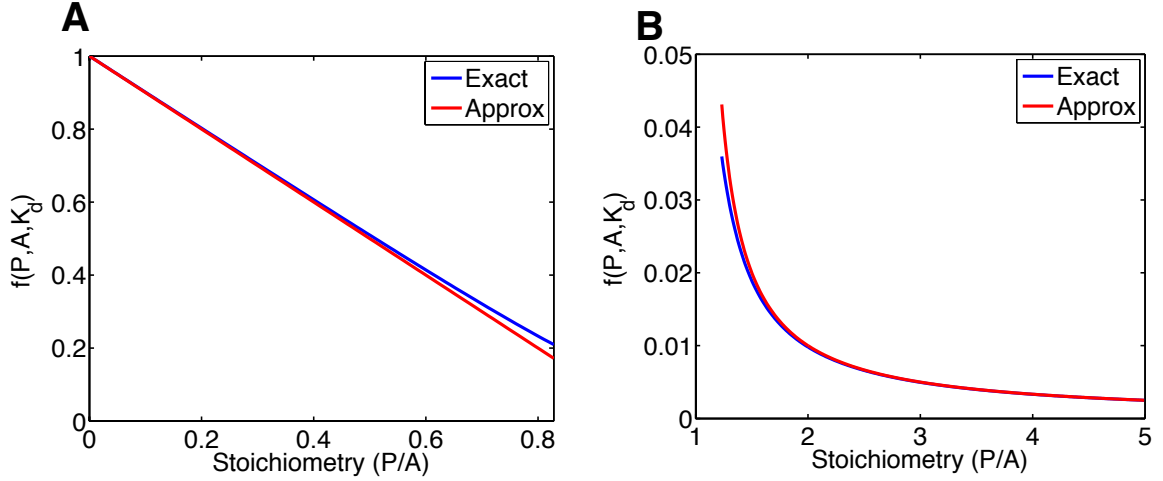 A
f(P,A,K_d)
1
0.8
0.6
0.4
0.2
0
Exact
Approx
0 0.2 0.4 0.6 0.8
Stoichiometry (P/A)
B
f(P,A,K_d)
0.05
0.04
0.03
0.02
0.01
0
Exact
Approx
1 2 3 4 5
Stoichiometry (P/A)